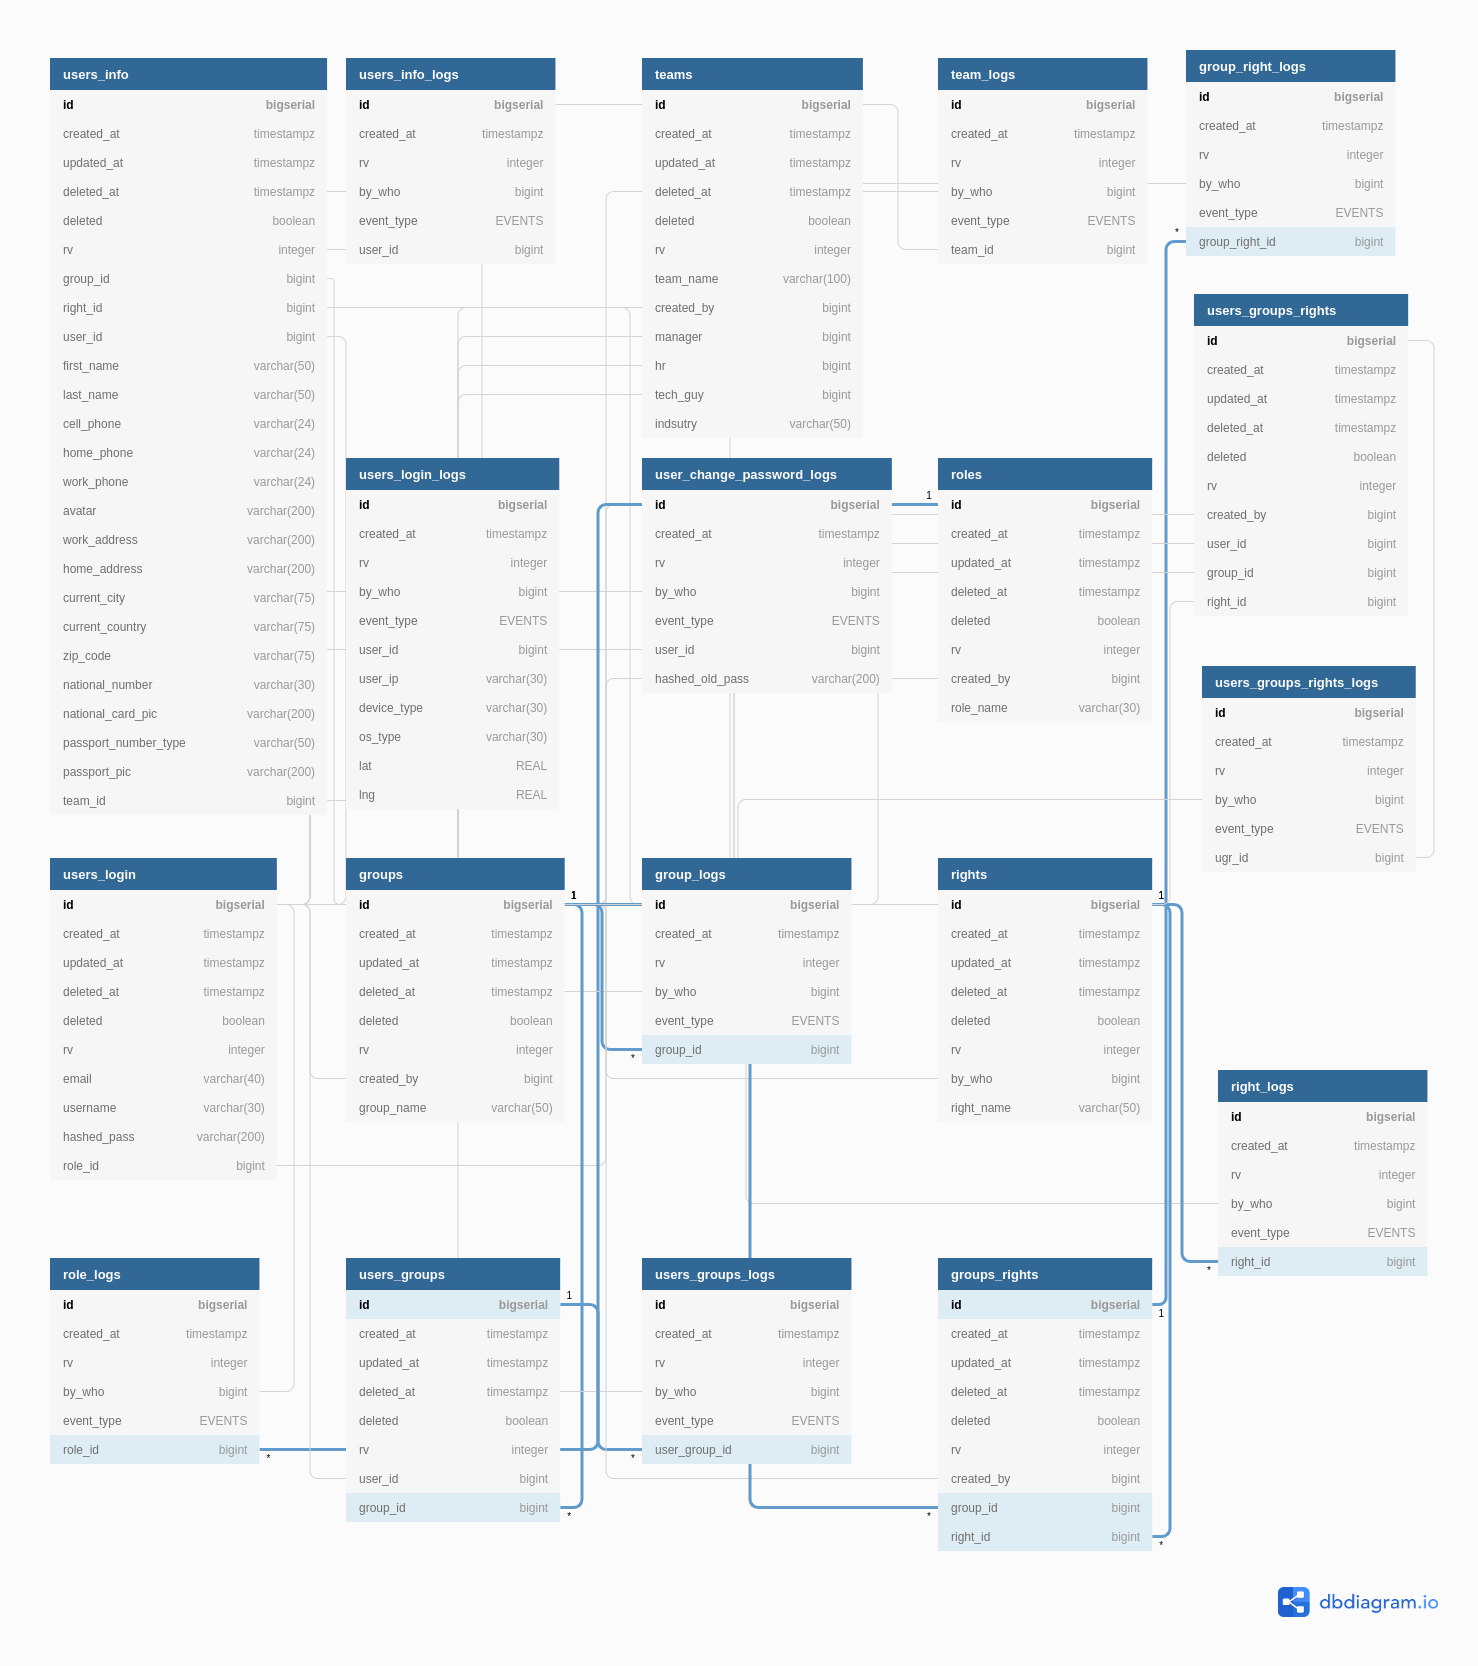 users_info
id bigserial
created_at timestampz
updated_at timestampz
deleted_at timestampz
deleted boolean
rv integer
group_id bigint
right_id bigint
user_id bigint
first_name varchar(50)
last_name varchar(50)
cell_phone varchar(24)
home_phone varchar(24)
work_phone varchar(24)
avatar varchar(200)
work_address varchar(200)
home_address varchar(200)
current_city varchar(75)
current_country varchar(75)
zip_code varchar(75)
national_number varchar(30)
national_card_pic varchar(200)
passport_number_type varchar(50)
passport_pic varchar(200)
team_id bigint
users_info_logs
id bigserial
created_at timestampz
rv integer
by_who bigint
event_type EVENTS
user_id bigint
teams
id bigserial
created_at timestampz
updated_at timestampz
deleted_at timestampz
deleted boolean
rv integer
team_name varchar(100)
created_by bigint
manager bigint
hr bigint
tech_guy bigint
indsutry varchar(50)
team_logs
id bigserial
created_at timestampz
rv integer
by_who bigint
event_type EVENTS
team_id bigint
group_right_logs
id bigserial
created_at timestampz
rv integer
by_who bigint
event_type EVENTS
*
group_right_id bigint
users_groups_rights
id bigserial
created_at timestampz
updated_at timestampz
deleted_at timestampz
deleted boolean
rv integer
created_by bigint
user_id bigint
group_id bigint
right_id bigint
users_login_logs
id bigserial
created_at timestampz
rv integer
by_who bigint
event_type EVENTS
user_id bigint
user_ip varchar(30)
device_type varchar(30)
os_type varchar(30)
lat REAL
lng REAL
user_change_password_logs
id bigserial
created_at timestampz
rv integer
by_who bigint
event_type EVENTS
user_id bigint
hashed_old_pass varchar(200)
1
roles
id bigserial
created_at timestampz
updated_at timestampz
deleted_at timestampz
deleted boolean
rv integer
created_by bigint
role_name varchar(30)
users_groups_rights_logs
id bigserial
created_at timestampz
rv integer
by_who bigint
event_type EVENTS
ugr_id bigint
users_login
id bigserial
created_at timestampz
updated_at timestampz
deleted_at timestampz
deleted boolean
rv integer
email varchar(40)
username varchar(30)
hashed_pass varchar(200)
role_id bigint
groups
1
id bigserial
created_at timestampz
updated_at timestampz
deleted_at timestampz
deleted boolean
rv integer
created_by bigint
group_name varchar(50)
group_logs
id bigserial
created_at timestampz
rv integer
by_who bigint
event_type EVENTS
group_id bigint
*
rights
1
id bigserial
created_at timestampz
updated_at timestampz
deleted_at timestampz
deleted boolean
rv integer
by_who bigint
right_name varchar(50)
right_logs
id bigserial
created_at timestampz
rv integer
by_who bigint
event_type EVENTS
right_id bigint
*
role_logs
id bigserial
created_at timestampz
rv integer
by_who bigint
event_type EVENTS
role_id bigint
*
users_groups
1
id bigserial
created_at timestampz
updated_at timestampz
deleted_at timestampz
deleted boolean
rv integer
user_id bigint
group_id bigint
*
users_groups_logs
id bigserial
created_at timestampz
rv integer
by_who bigint
event_type EVENTS
user_group_id bigint
*
groups_rights
id bigserial
1
created_at timestampz
updated_at timestampz
deleted_at timestampz
deleted boolean
rv integer
created_by bigint
group_id bigint
*
right_id bigint
*
dbdiagram.io